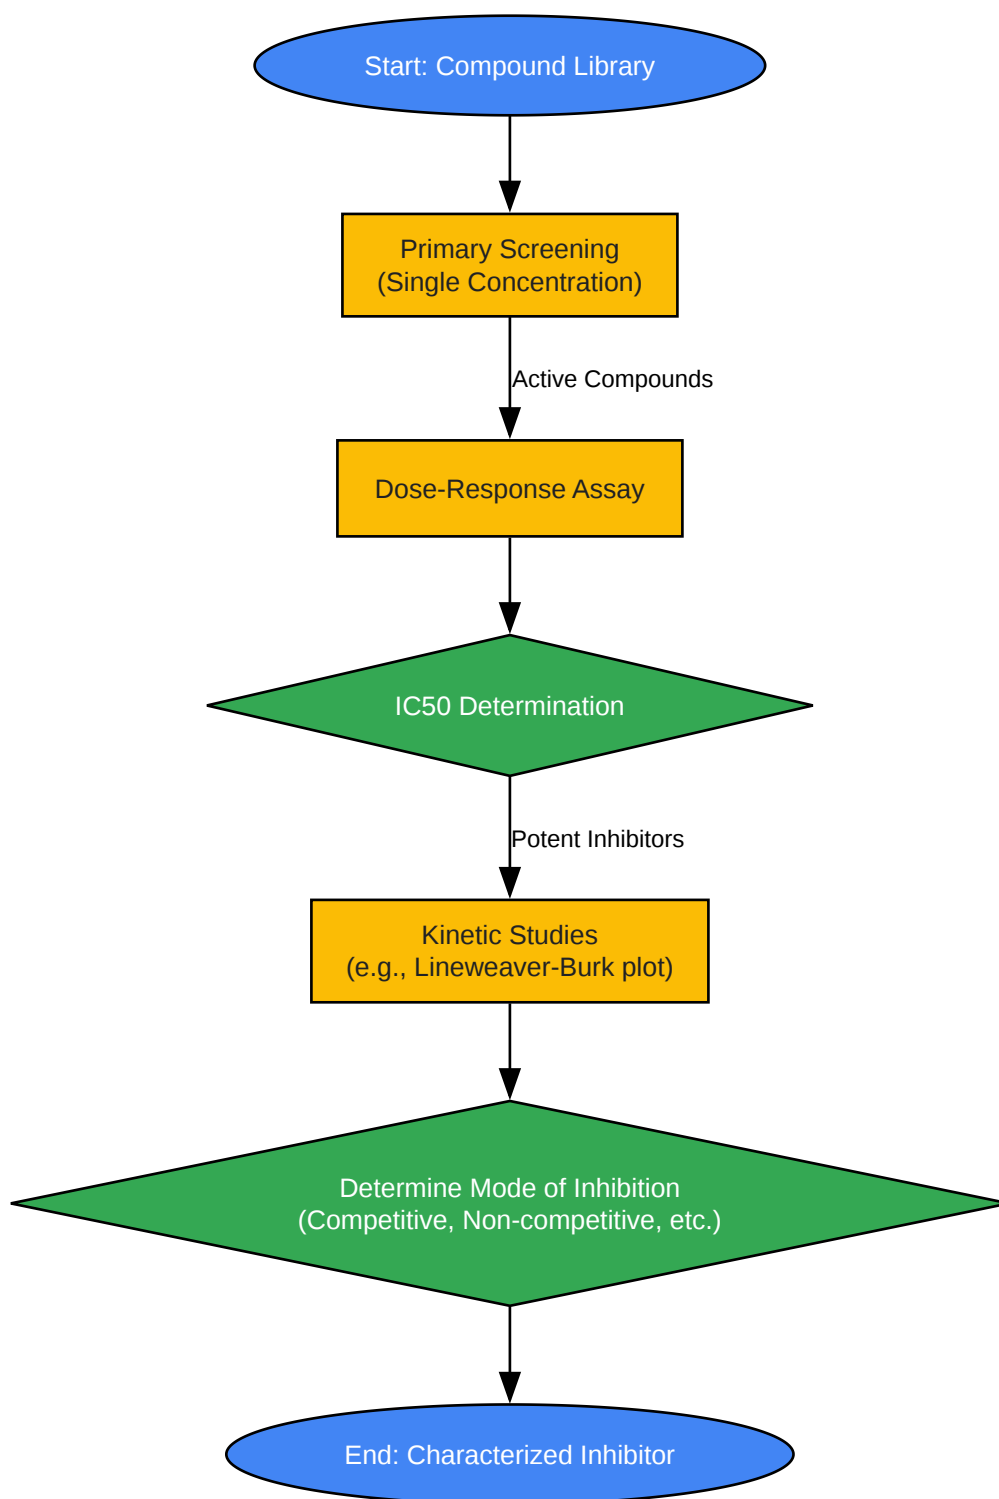 Start: Compound Library
Primary Screening
(Single Concentration)
Active Compounds
Dose-Response Assay
IC50 Determination
Potent Inhibitors
Kinetic Studies
(e.g., Lineweaver-Burk plot)
Determine Mode of Inhibition
(Competitive, Non-competitive, etc.)
End: Characterized Inhibitor